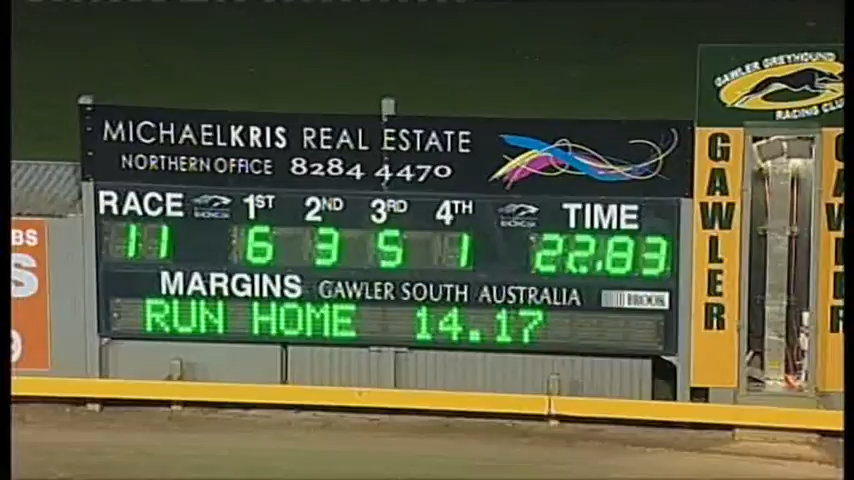 GAWLER GREYHOUND
RACING CLUB
MICHAELKRIS REAL ESTATE
NORTHERN OFFICE 8284 4470
RACE 1ST 2ND 3RD 4TH TIME
11 6 3 5 1 22.83
MARGINS GAWLER SOUTH AUSTRALIA
RUN HOME 14.17
GAWLER